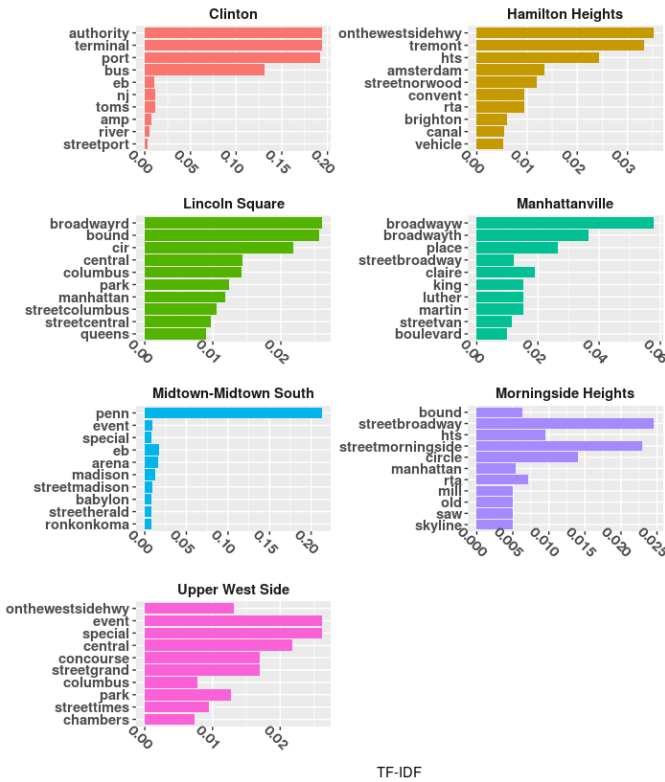 Clinton
authority
terminal
port
bus
eb
nj
toms
amp
river
streetport
0.00 0.05 0.10 0.15 0.20
Hamilton Heights
onthewestsidehwy
tremont
hts
amsterdam
streetnorwood
convent
rta
brighton
canal
vehicle
0.00 0.01 0.02 0.03
Lincoln Square
broadwayrd
bound
cir
central
columbus
park
manhattan
streetcolumbus
streetcentral
queens
0.00 0.01 0.02
Manhattanville
broadwayw
broadwayth
place
streetbroadway
claire
king
luther
martin
streetvan
boulevard
0.00 0.02 0.04 0.06
Midtown-Midtown South
penn
event
special
eb
arena
madison
streetmadison
babylon
streetherald
ronkonkoma
0.00 0.05 0.10 0.15 0.20
Morningside Heights
bound
streetbroadway
hts
streetmorningside
circle
manhattan
rta
mill
old
saw
skyline
0.000 0.005 0.010 0.015 0.020 0.025
Upper West Side
onthewestsidehwy
event
special
central
concourse
streetgrand
columbus
park
streettimes
chambers
0.00 0.01 0.02
TF-IDF